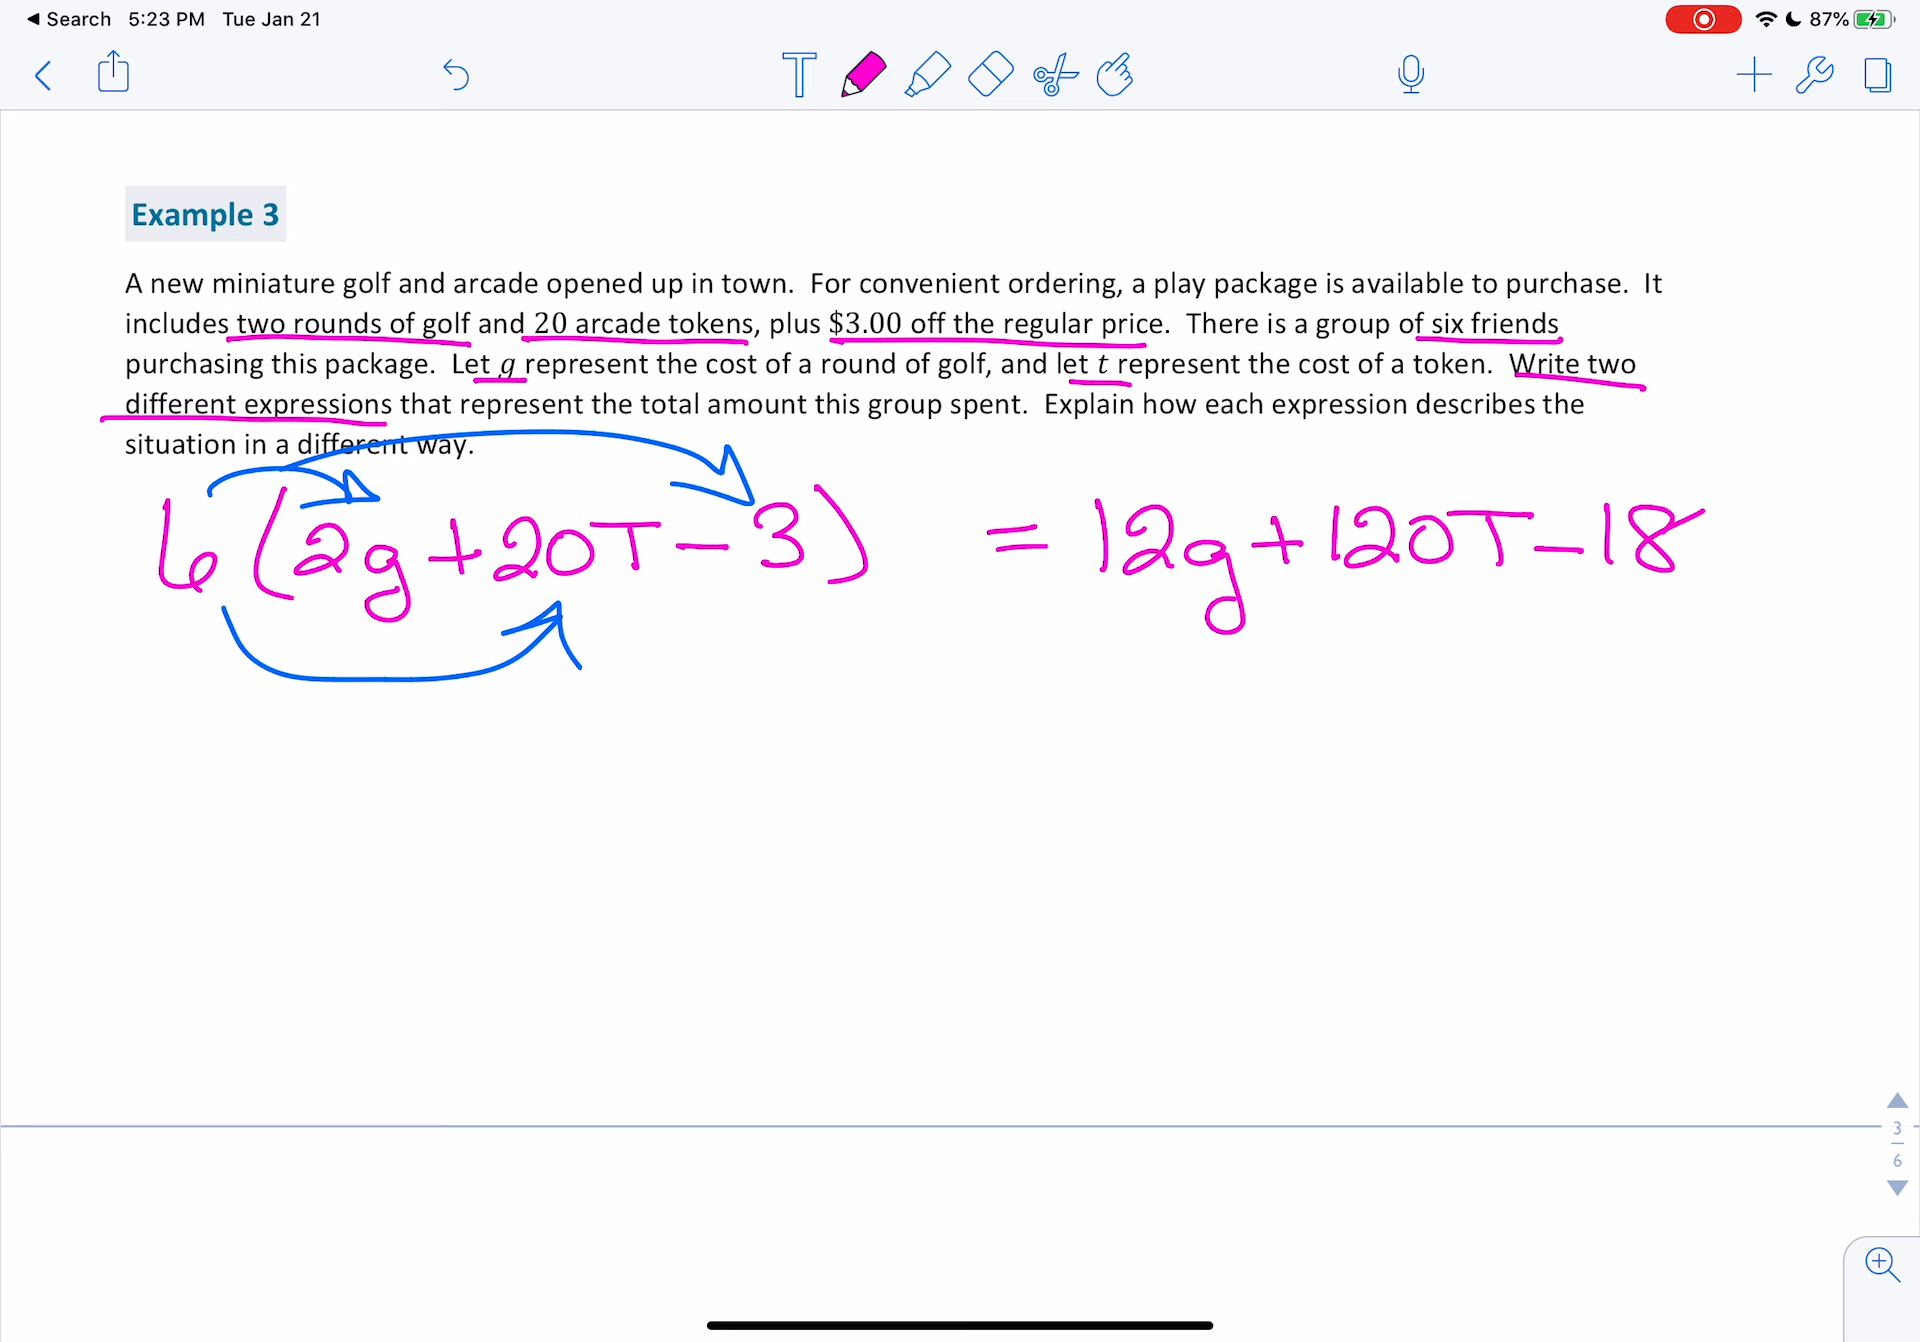 Search 5:23 PM Tue Jan 21 87%
T
Example 3
A new miniature golf and arcade opened up in town. For convenient ordering, a play package is available to purchase. It
includes two rounds of golf and 20 arcade tokens, plus $3.00 off the regular price. There is a group of six friends
purchasing this package. Let g represent the cost of a round of golf, and let t represent the cost of a token. Write two
different expressions that represent the total amount this group spent. Explain how each expression describes the
situation in a different way.
6(2g+20T-3) = 12g+120T-18
3
6